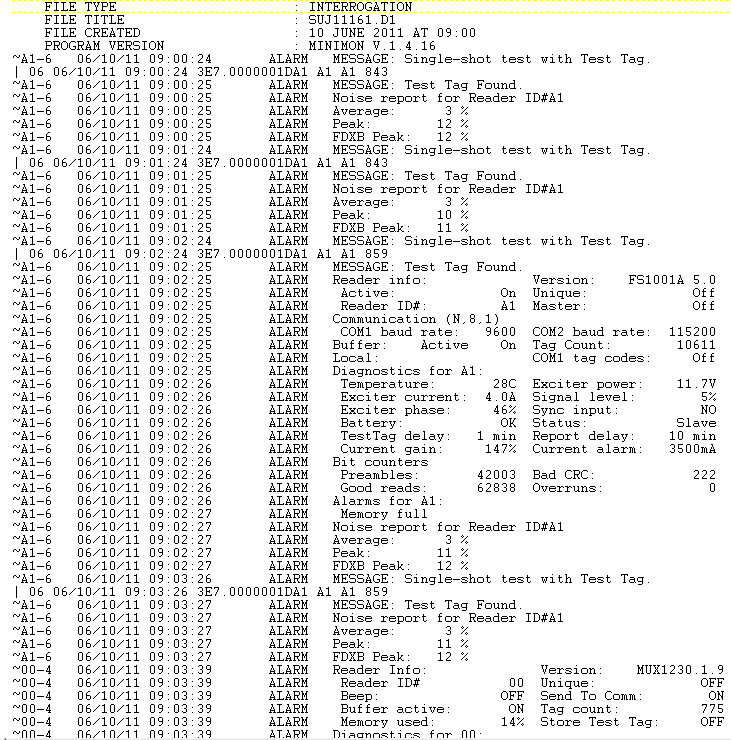 FILE TYPE : INTERROGATION
FILE TITLE : SUJ11161.D1
FILE CREATED : 10 JUNE 2011 AT 09:00
PROGRAM VERSION : MINIMON V.1.4.16
~A1-6 06/10/11 09:00:24 ALARM MESSAGE: Single-shot test with Test Tag.
| 06 06/10/11 09:00:24 3E7.0000001DA1 A1 A1 843
~A1-6 06/10/11 09:00:25 ALARM MESSAGE: Test Tag Found.
~A1-6 06/10/11 09:00:25 ALARM Noise report for Reader ID#A1
~A1-6 06/10/11 09:00:25 ALARM Average: 3 %
~A1-6 06/10/11 09:00:25 ALARM Peak: 12 %
~A1-6 06/10/11 09:00:25 ALARM FDXB Peak: 12 %
~A1-6 06/10/11 09:01:24 ALARM MESSAGE: Single-shot test with Test Tag.
| 06 06/10/11 09:01:24 3E7.0000001DA1 A1 A1 843
~A1-6 06/10/11 09:01:25 ALARM MESSAGE: Test Tag Found.
~A1-6 06/10/11 09:01:25 ALARM Noise report for Reader ID#A1
~A1-6 06/10/11 09:01:25 ALARM Average: 3 %
~A1-6 06/10/11 09:01:25 ALARM Peak: 10 %
~A1-6 06/10/11 09:01:25 ALARM FDXB Peak: 11 %
~A1-6 06/10/11 09:02:24 ALARM MESSAGE: Single-shot test with Test Tag.
| 06 06/10/11 09:02:24 3E7.0000001DA1 A1 A1 859
~A1-6 06/10/11 09:02:25 ALARM MESSAGE: Test Tag Found.
~A1-6 06/10/11 09:02:25 ALARM Reader info: Version: FS1001A 5.0
~A1-6 06/10/11 09:02:25 ALARM Active: On Unique: Off
~A1-6 06/10/11 09:02:25 ALARM Reader ID#: A1 Master: Off
~A1-6 06/10/11 09:02:25 ALARM Communication (N,8,1)
~A1-6 06/10/11 09:02:25 ALARM COM1 baud rate: 9600 COM2 baud rate: 115200
~A1-6 06/10/11 09:02:25 ALARM Buffer: Active On Tag Count: 10611
~A1-6 06/10/11 09:02:25 ALARM Local: COM1 tag codes: Off
~A1-6 06/10/11 09:02:25 ALARM Diagnostics for A1:
~A1-6 06/10/11 09:02:26 ALARM Temperature: 28C Exciter power: 11.7V
~A1-6 06/10/11 09:02:26 ALARM Exciter current: 4.0A Signal level: 5%
~A1-6 06/10/11 09:02:26 ALARM Exciter phase: 46% Sync input: NO
~A1-6 06/10/11 09:02:26 ALARM Battery: OK Status: Slave
~A1-6 06/10/11 09:02:26 ALARM TestTag delay: 1 min Report delay: 10 min
~A1-6 06/10/11 09:02:26 ALARM Current gain: 147% Current alarm: 3500mA
~A1-6 06/10/11 09:02:26 ALARM Bit counters
~A1-6 06/10/11 09:02:26 ALARM Preambles: 42003 Bad CRC: 222
~A1-6 06/10/11 09:02:26 ALARM Good reads: 62838 Overruns: 0
~A1-6 06/10/11 09:02:26 ALARM Alarms for A1:
~A1-6 06/10/11 09:02:27 ALARM Memory full
~A1-6 06/10/11 09:02:27 ALARM Noise report for Reader ID#A1
~A1-6 06/10/11 09:02:27 ALARM Average: 3 %
~A1-6 06/10/11 09:02:27 ALARM Peak: 11 %
~A1-6 06/10/11 09:02:27 ALARM FDXB Peak: 12 %
~A1-6 06/10/11 09:03:26 ALARM MESSAGE: Single-shot test with Test Tag.
| 06 06/10/11 09:03:26 3E7.0000001DA1 A1 A1 859
~A1-6 06/10/11 09:03:27 ALARM MESSAGE: Test Tag Found.
~A1-6 06/10/11 09:03:27 ALARM Noise report for Reader ID#A1
~A1-6 06/10/11 09:03:27 ALARM Average: 3 %
~A1-6 06/10/11 09:03:27 ALARM Peak: 11 %
~A1-6 06/10/11 09:03:27 ALARM FDXB Peak: 12 %
~00-4 06/10/11 09:03:39 ALARM Reader Info: Version: MUX1230.1.9
~00-4 06/10/11 09:03:39 ALARM Reader ID# 00 Unique: OFF
~00-4 06/10/11 09:03:39 ALARM Beep: OFF Send To Comm: ON
~00-4 06/10/11 09:03:39 ALARM Buffer active: ON Tag count: 775
~00-4 06/10/11 09:03:39 ALARM Memory used: 14% Store Test Tag: OFF
~00-4 06/10/11 09:03:39 ALARM Diagnostics for 00: